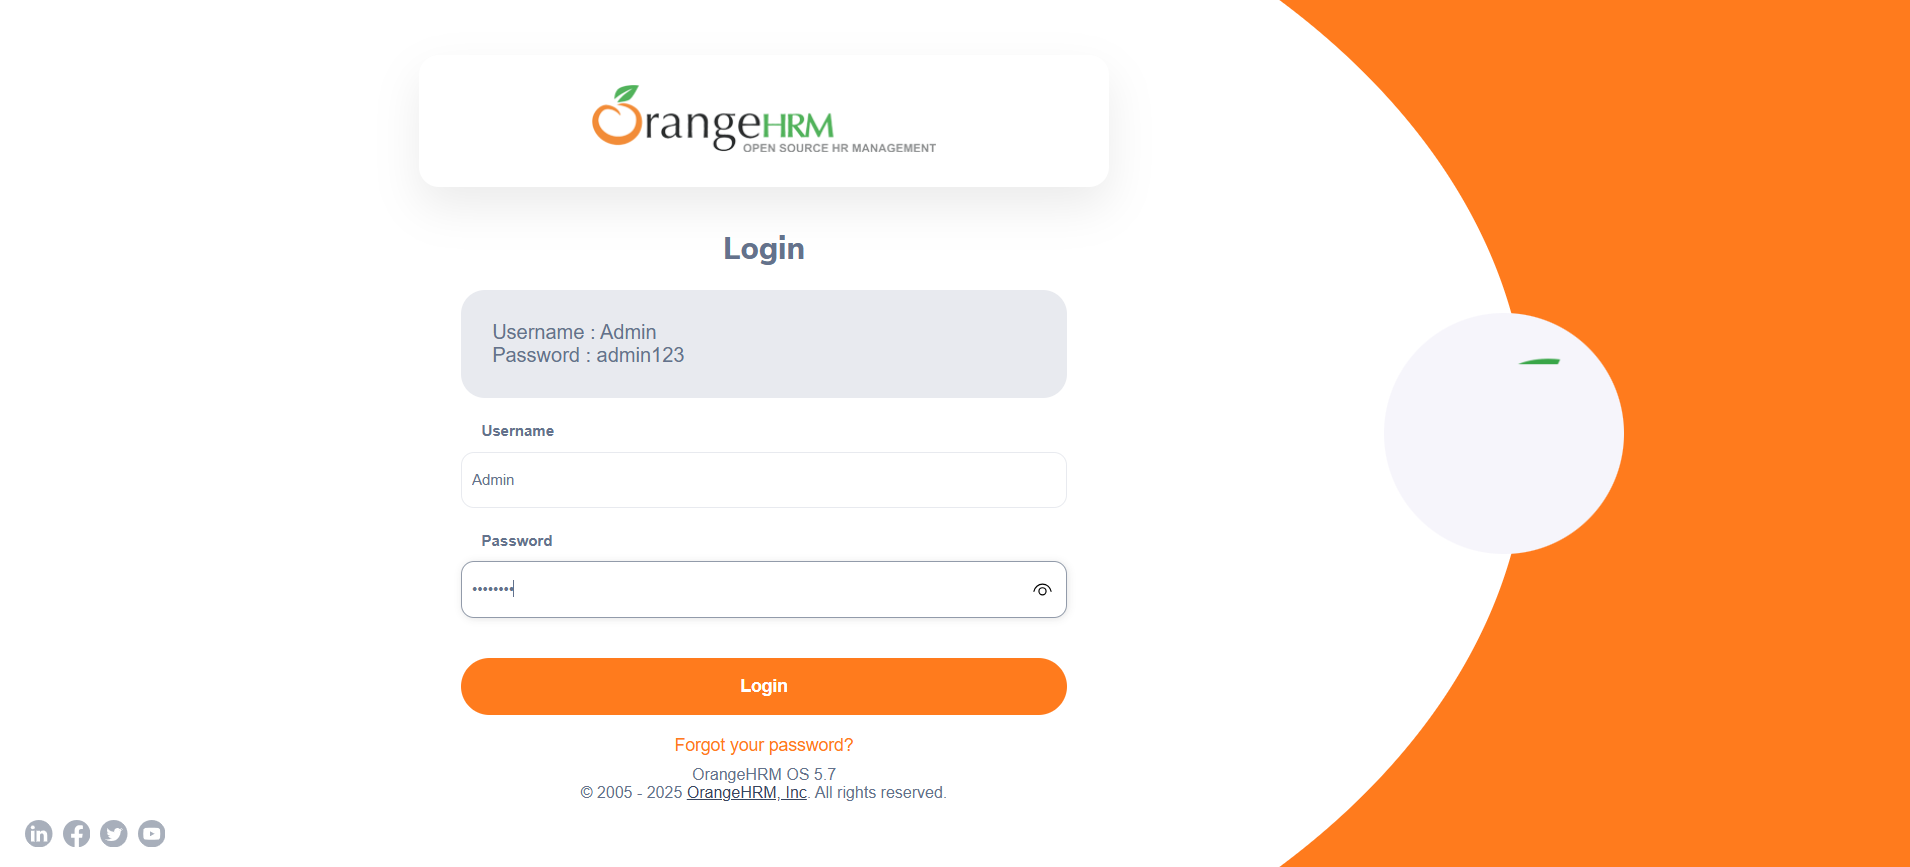 OrangeHRM
OPEN SOURCE HR MANAGEMENT
Login
Username : Admin
Password : admin123
Username
Admin
Password
••••••••
Login
Forgot your password?
OrangeHRM OS 5.7
© 2005 - 2025 OrangeHRM, Inc. All rights reserved.